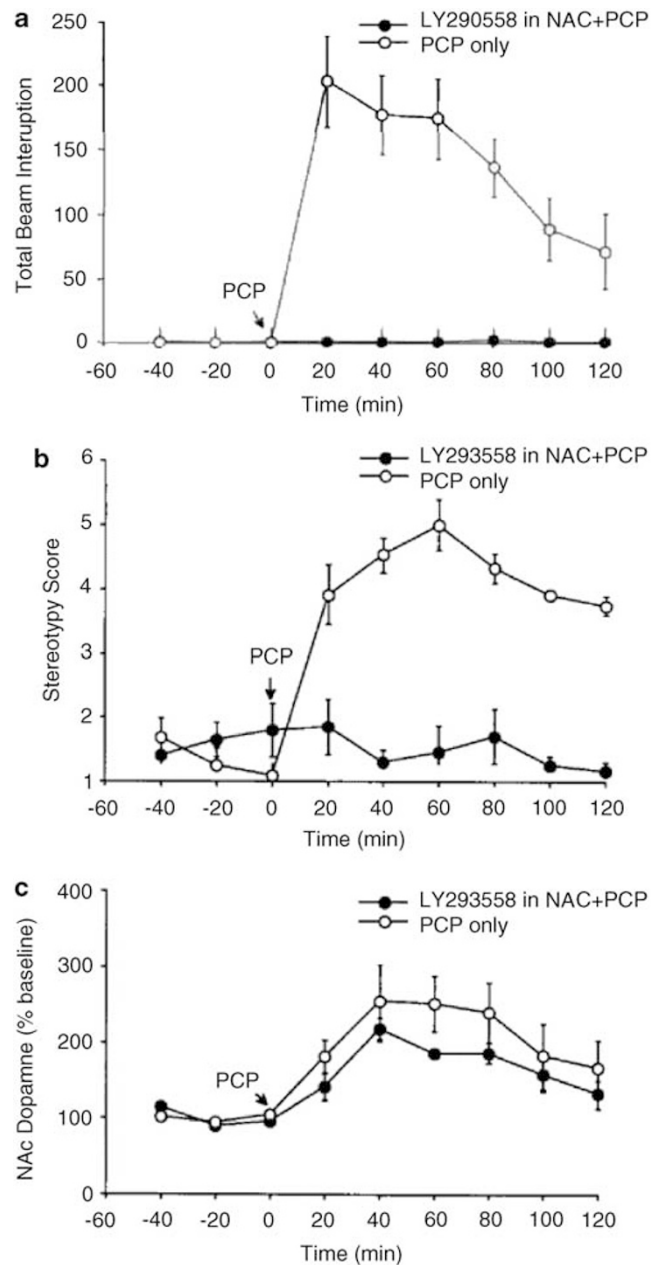 a
LY290558 in NAC+PCP
PCP only
Total Beam Interuption
250
200
150
100
50
0
PCP
-60 -40 -20 0 20 40 60 80 100 120
Time (min)
b
LY293558 in NAC+PCP
PCP only
Stereotypy Score
6
5
4
3
2
1
PCP
-60 -40 -20 0 20 40 60 80 100 120
Time (min)
c
LY293558 in NAC+PCP
PCP only
NAc Dopamne (% baseline)
400
300
200
100
0
PCP
-60 -40 -20 0 20 40 60 80 100 120
Time (min)